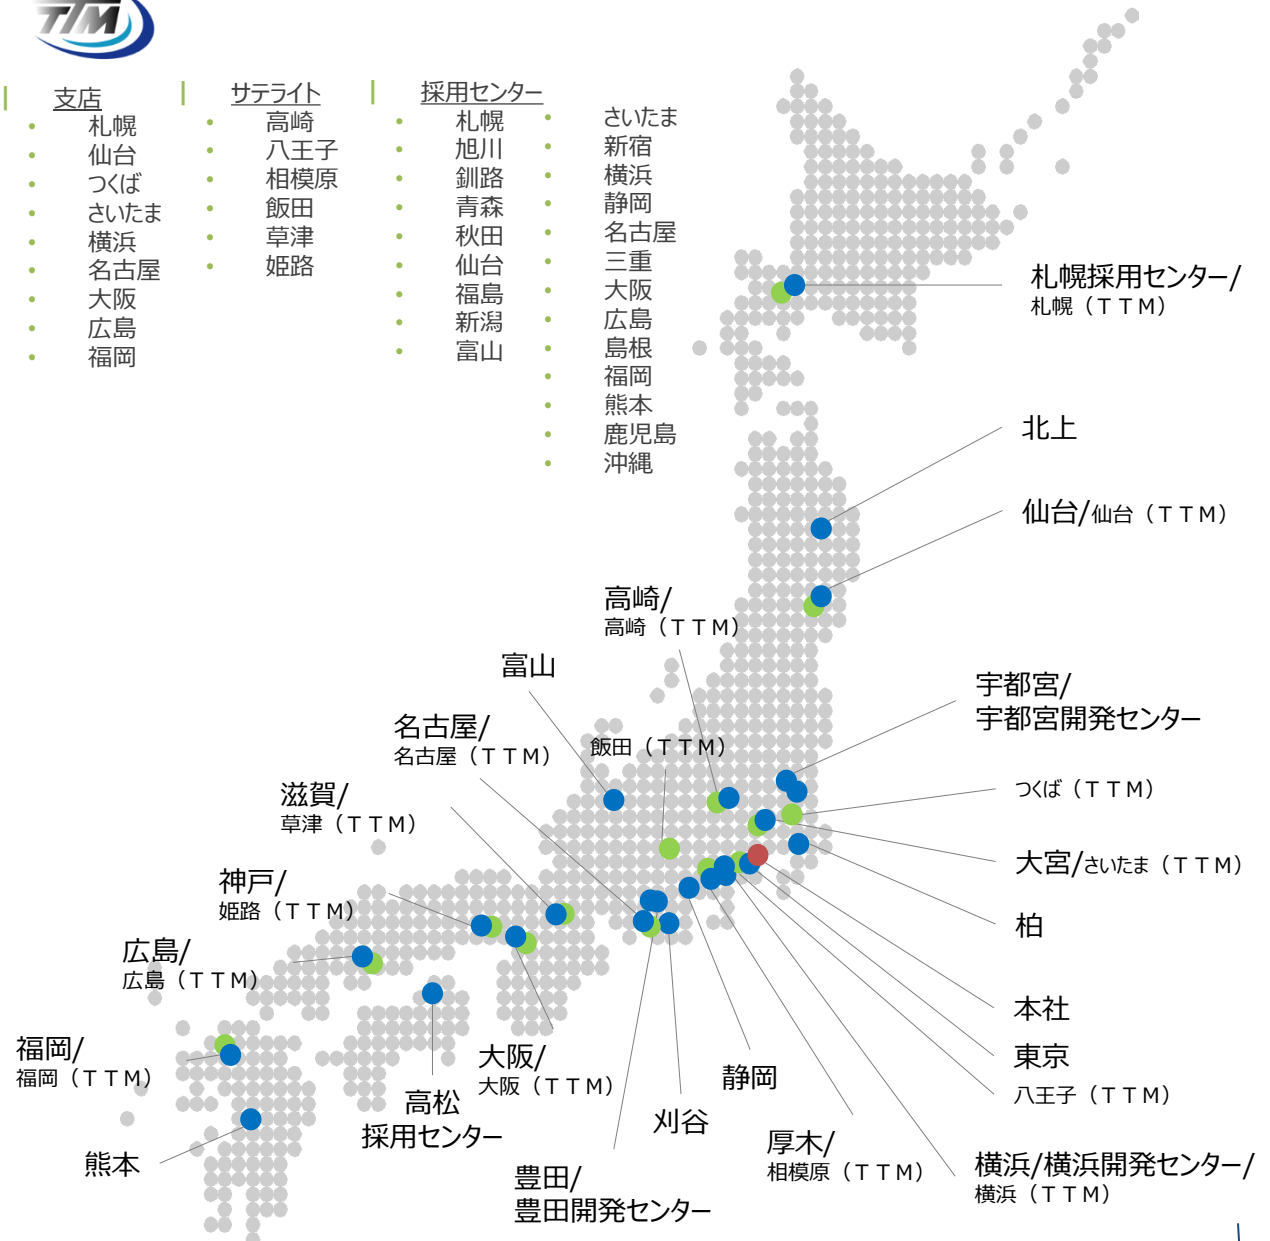 TTM
支店
• 札幌
• 仙台
• つくば
• さいたま
• 横浜
• 名古屋
• 大阪
• 広島
• 福岡
サテライト
• 高崎
• 八王子
• 相模原
• 飯田
• 草津
• 姫路
採用センター
• 札幌
• 旭川
• 釧路
• 青森
• 秋田
• 仙台
• 福島
• 新潟
• 富山
• さいたま
• 新宿
• 横浜
• 静岡
• 名古屋
• 三重
• 大阪
• 広島
• 島根
• 福岡
• 熊本
• 鹿児島
• 沖縄
札幌採用センター/
札幌（ＴＴＭ）
北上
仙台/仙台（ＴＴＭ）
高崎/
高崎（ＴＴＭ）
富山
宇都宮/
宇都宮開発センター
名古屋/
名古屋（ＴＴＭ）
飯田（ＴＴＭ）
つくば（ＴＴＭ）
滋賀/
草津（ＴＴＭ）
大宮/さいたま（ＴＴＭ）
神戸/
姫路（ＴＴＭ）
柏
広島/
広島（ＴＴＭ）
本社
東京
八王子（ＴＴＭ）
福岡/
福岡（ＴＴＭ）
大阪/
大阪（ＴＴＭ）
静岡
高松
採用センター
刈谷
厚木/
相模原（ＴＴＭ）
熊本
豊田/
豊田開発センター
横浜/横浜開発センター/
横浜（ＴＴＭ）